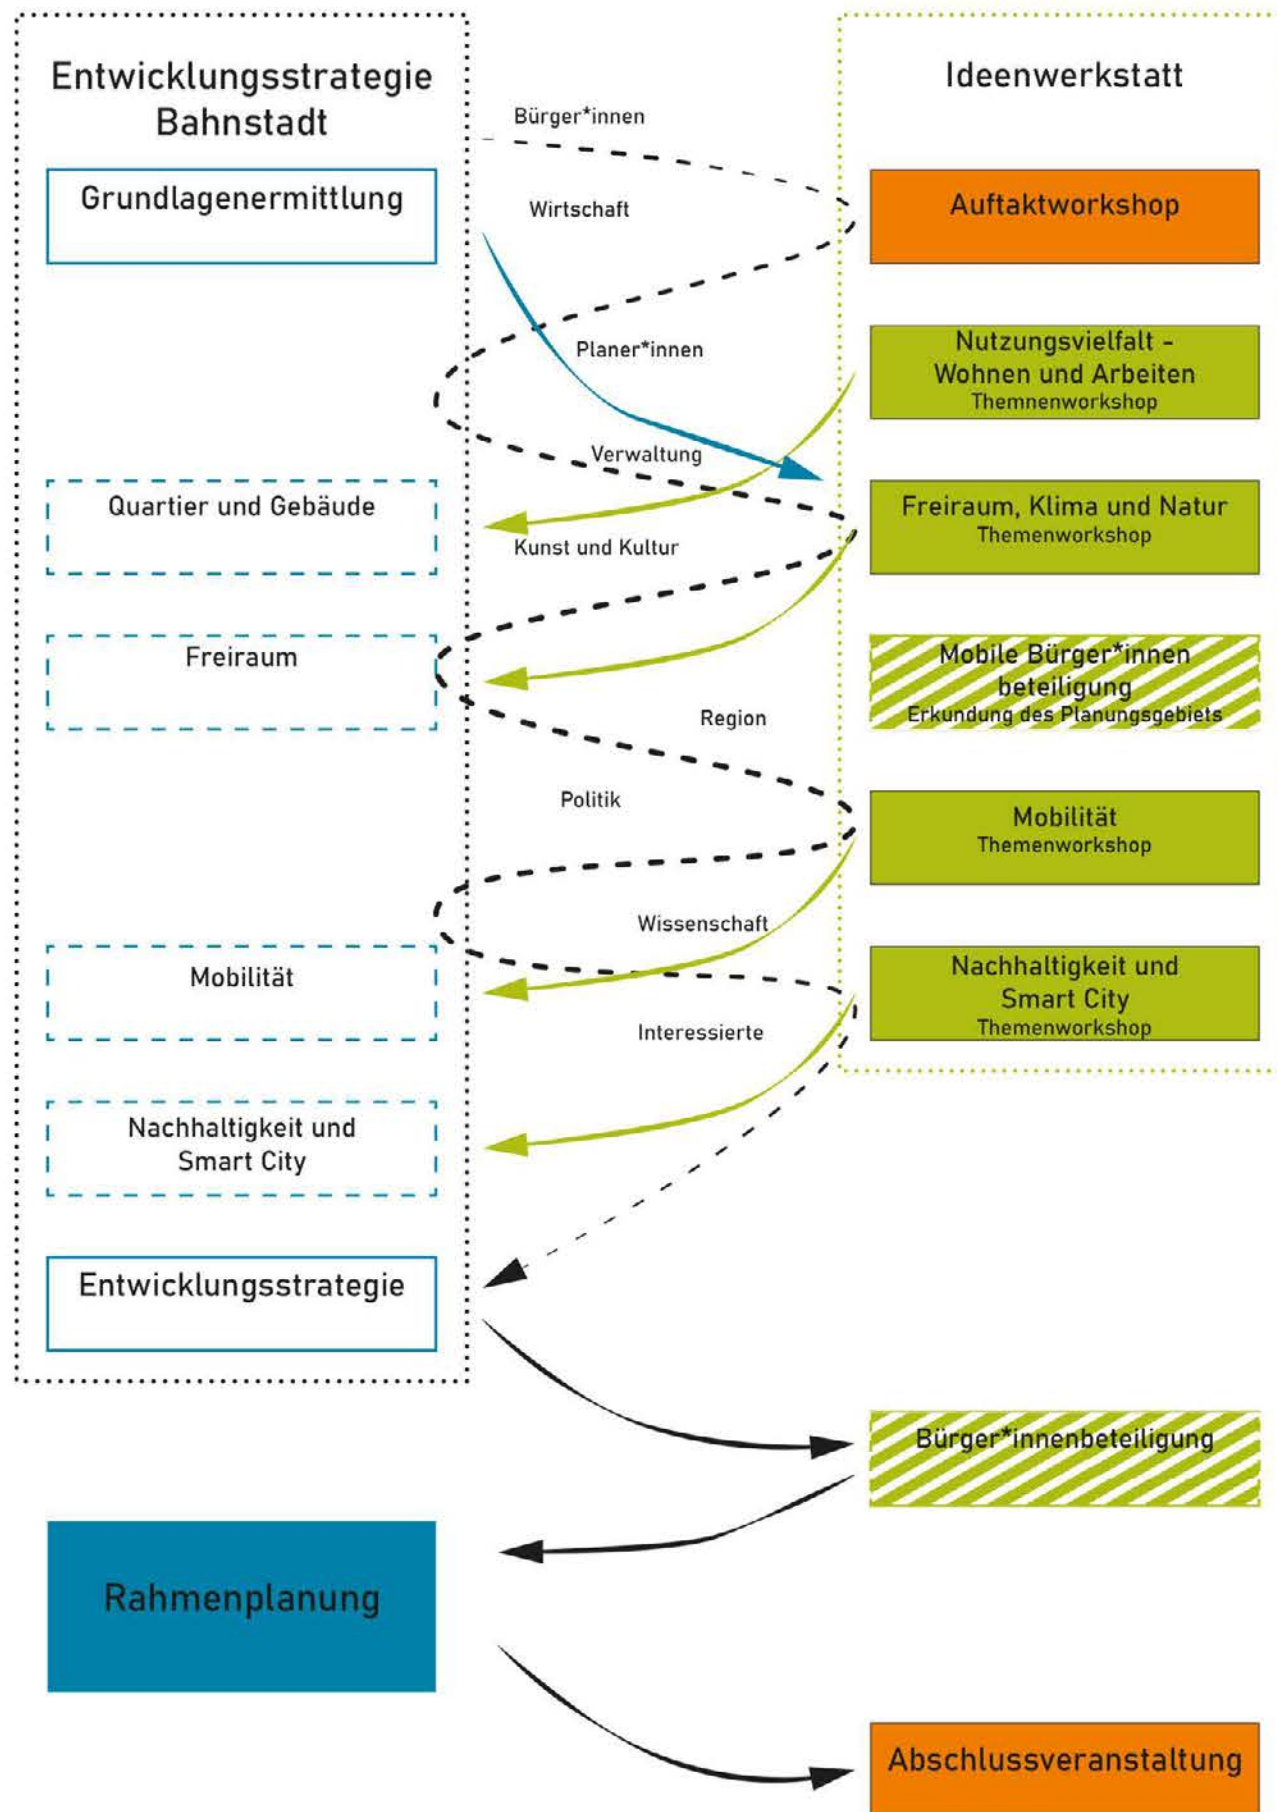 Entwicklungsstrategie
Bahnstadt
Grundlagenermittlung
Quartier und Gebäude
Freiraum
Mobilität
Nachhaltigkeit und
Smart City
Entwicklungsstrategie
Rahmenplanung
Bürger*innen
Wirtschaft
Planer*innen
Verwaltung
Kunst und Kultur
Region
Politik
Wissenschaft
Interessierte
Ideenwerkstatt
Auftaktworkshop
Nutzungsvielfalt -
Wohnen und Arbeiten
Themnenworkshop
Freiraum, Klima und Natur
Themenworkshop
Mobile Bürger*innen
beteiligung
Erkundung des Planungsgebiets
Mobilität
Themenworkshop
Nachhaltigkeit und
Smart City
Themenworkshop
Bürger*innenbeteiligung
Abschlussveranstaltung